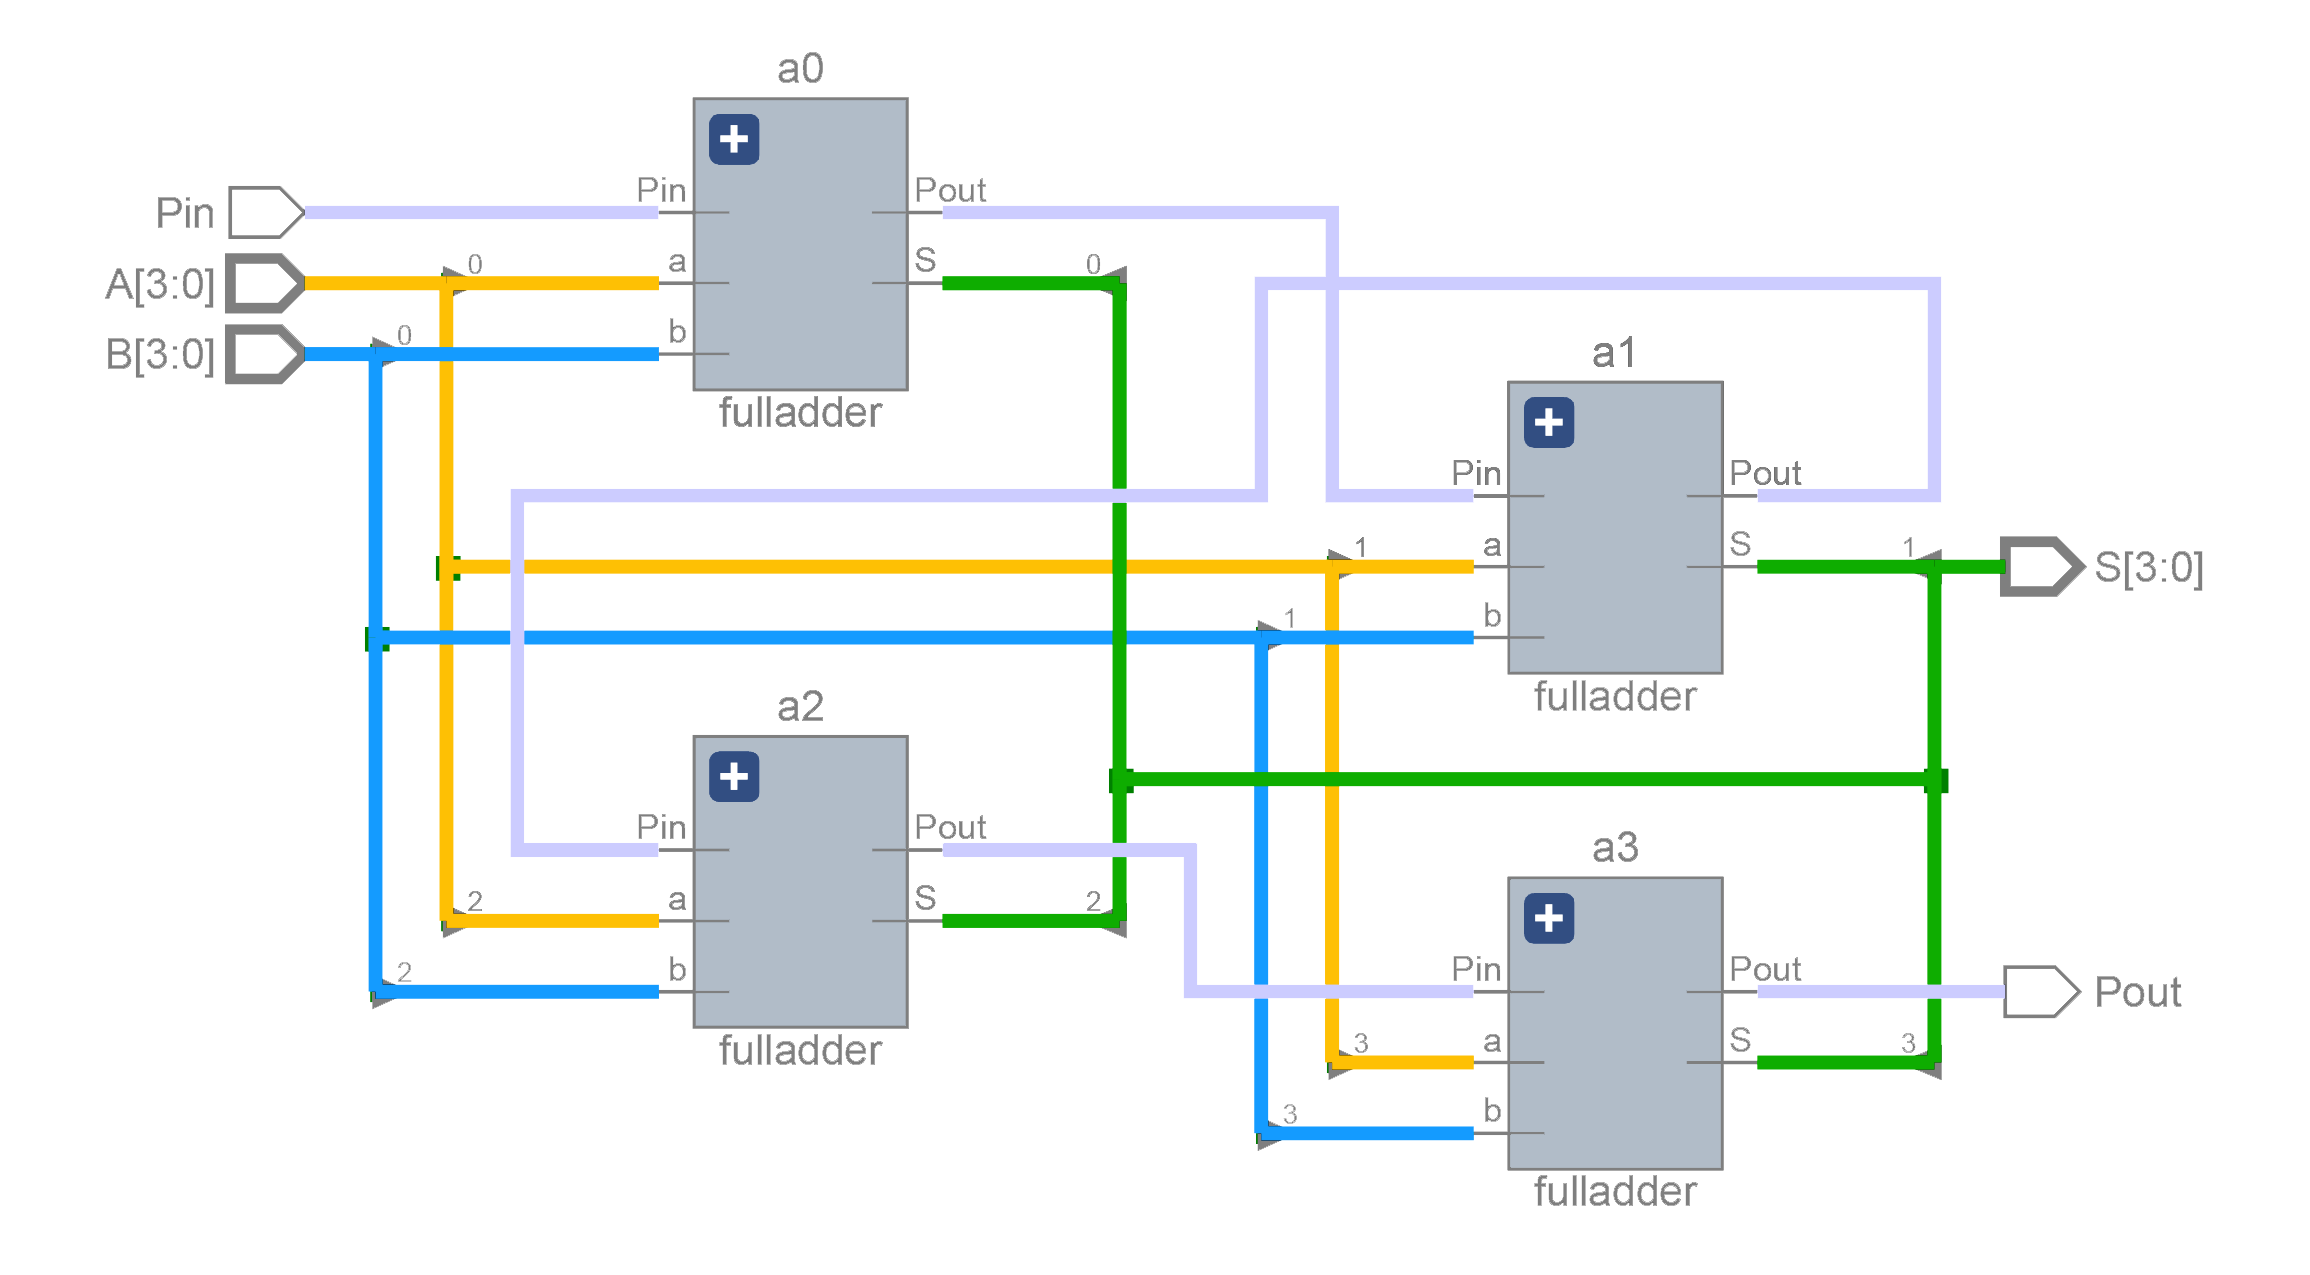 a0
Pin
Pout
Pin
0
a
S
0
A[3:0]
0
b
B[3:0]
fulladder
a1
Pin
Pout
1
a
S
1
S[3:0]
1
b
fulladder
a2
Pin
Pout
2
a
S
2
2
b
fulladder
a3
Pin
Pout
Pout
3
a
S
3
3
b
fulladder